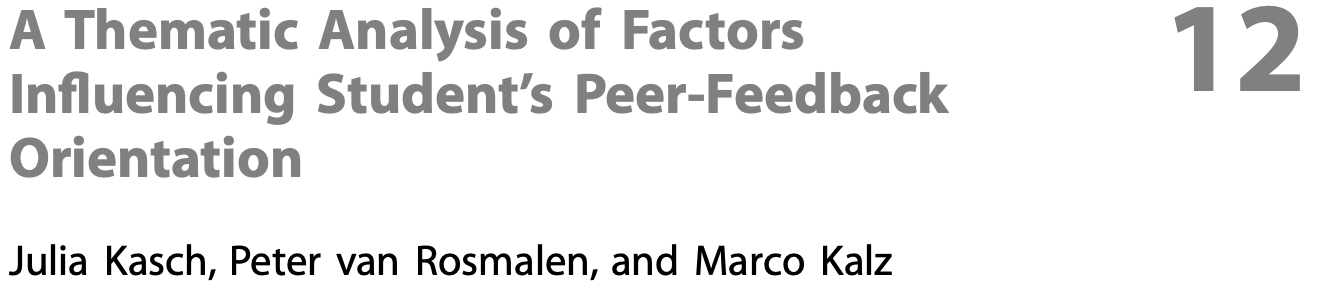 A Thematic Analysis of Factors
Influencing Student's Peer-Feedback
Orientation
12
Julia Kasch, Peter van Rosmalen, and Marco Kalz